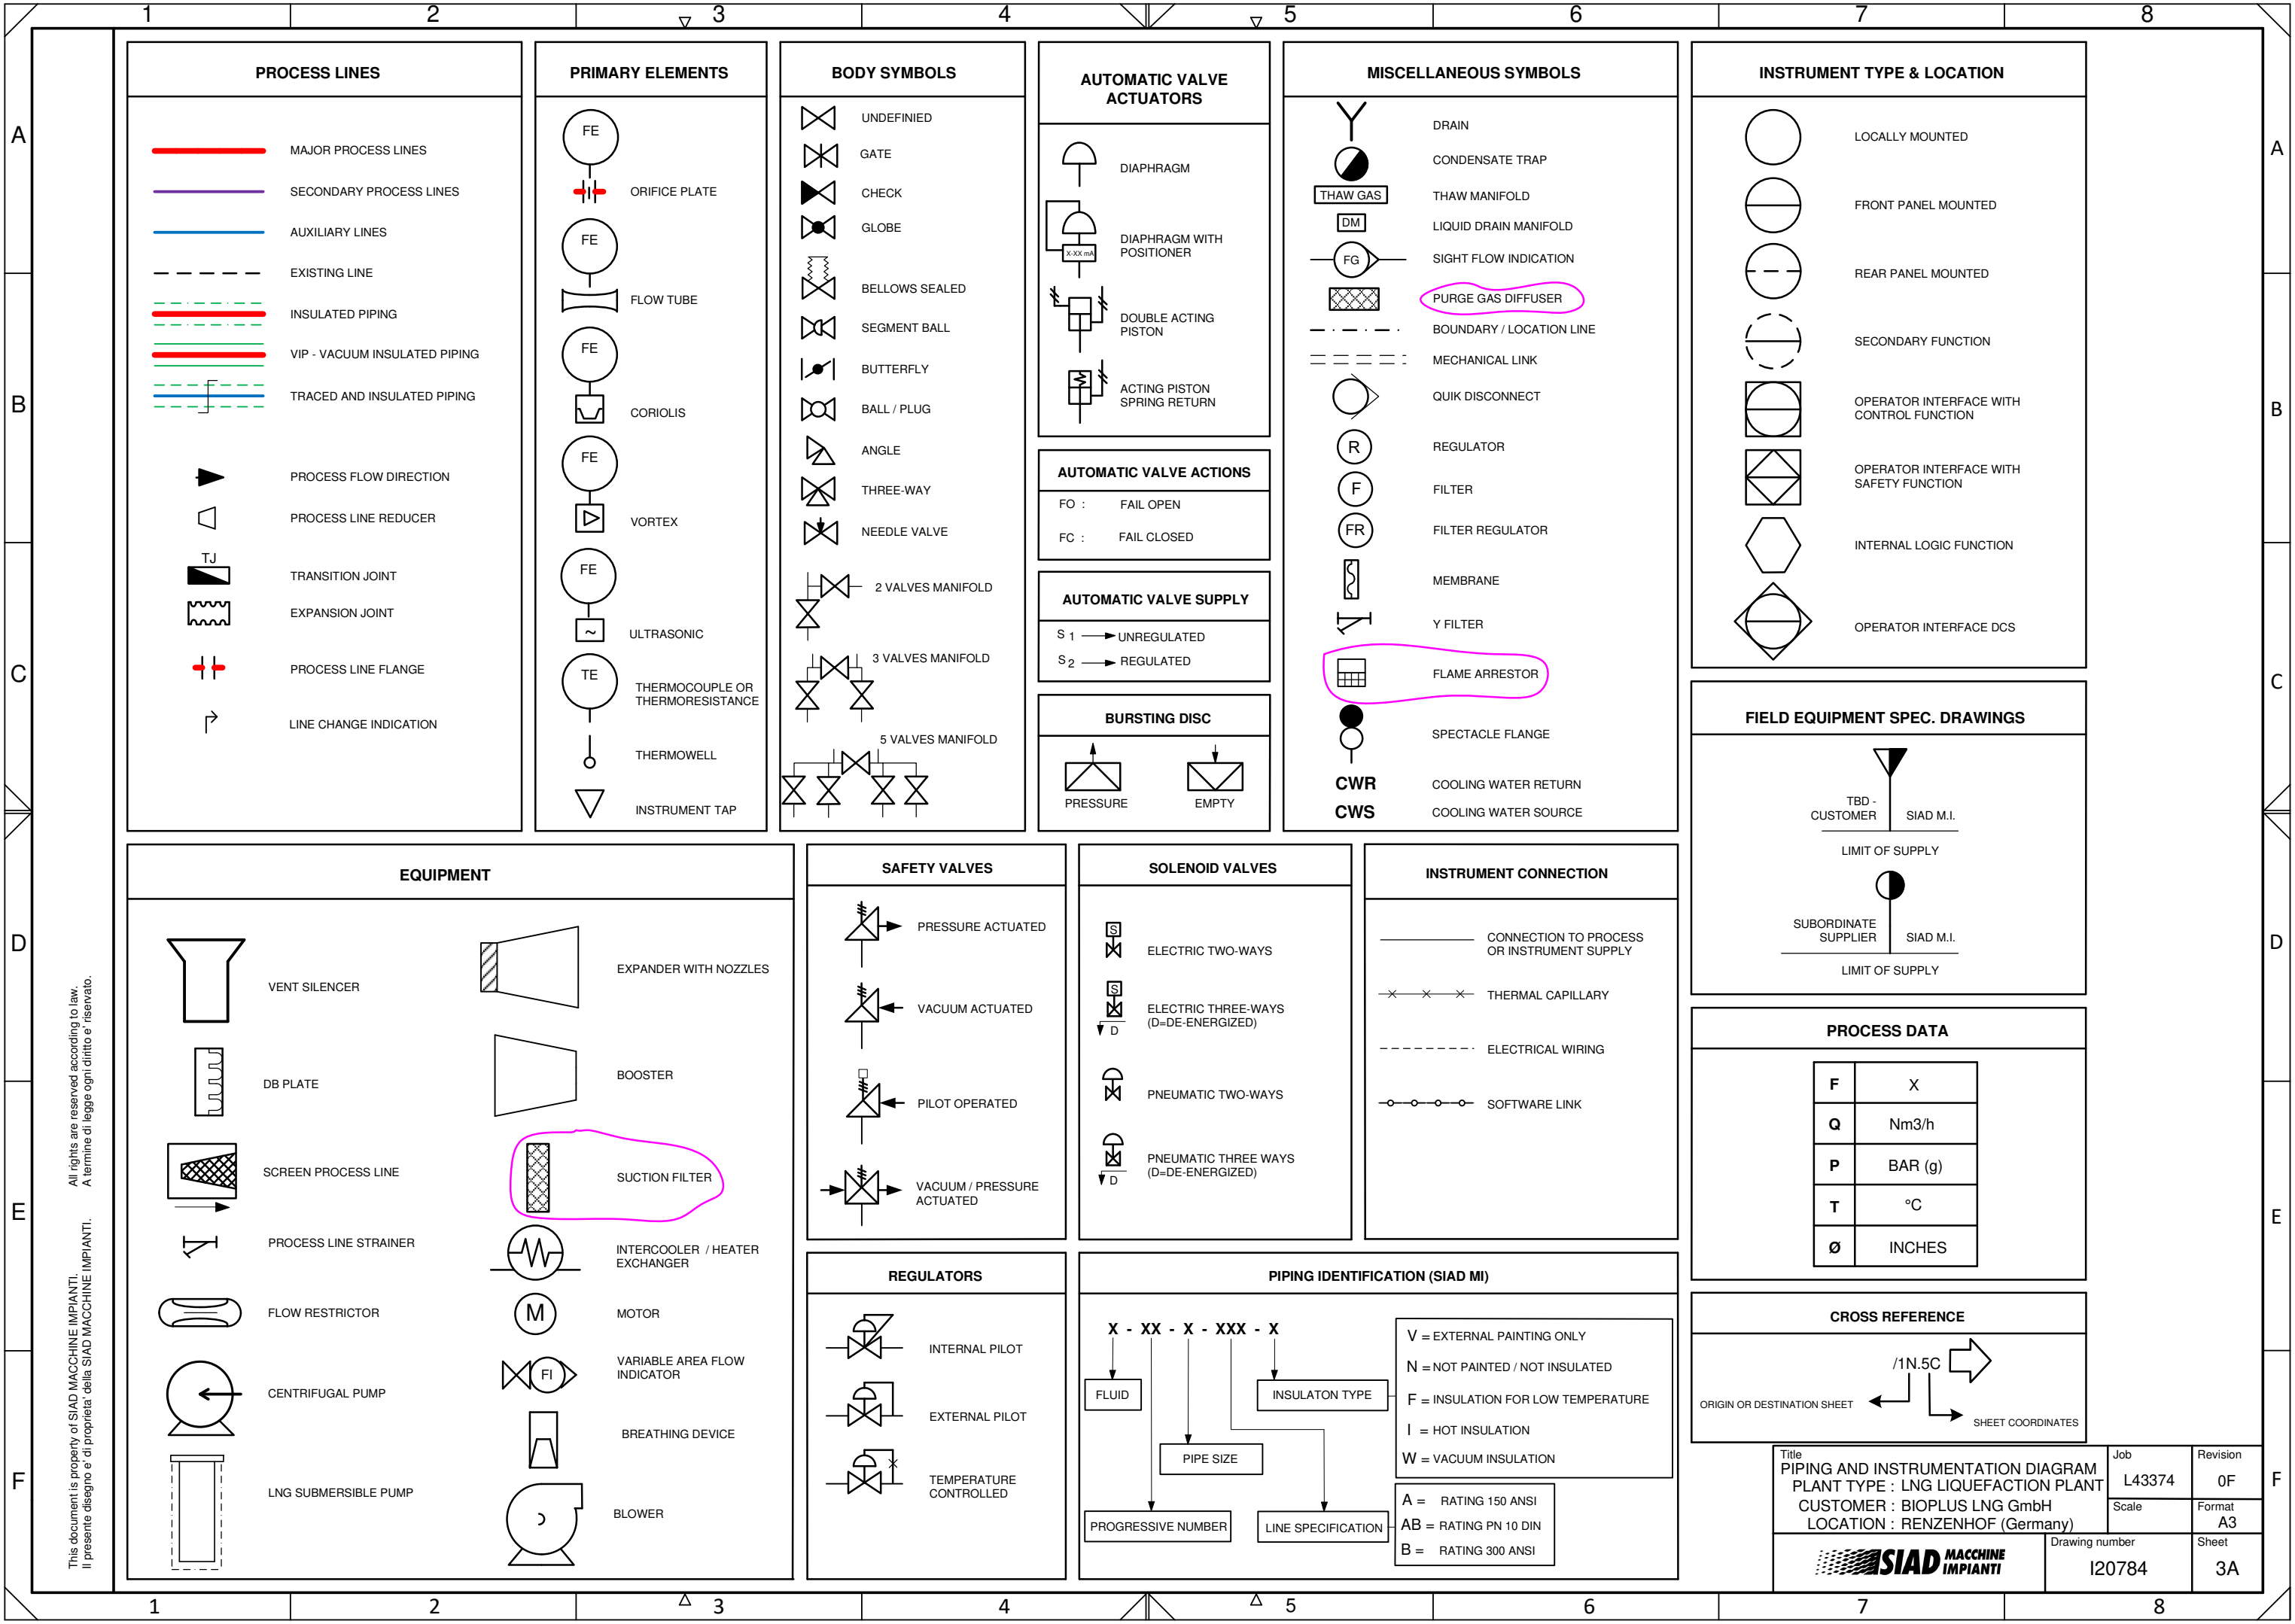 1 2 3 4 5 6 7 8
A
B
C
D
E
F
A
B
C
D
E
F
PROCESS LINES
MAJOR PROCESS LINES
SECONDARY PROCESS LINES
AUXILIARY LINES
EXISTING LINE
INSULATED PIPING
VIP - VACUUM INSULATED PIPING
TRACED AND INSULATED PIPING
PROCESS FLOW DIRECTION
PROCESS LINE REDUCER
TJ
TRANSITION JOINT
EXPANSION JOINT
PROCESS LINE FLANGE
LINE CHANGE INDICATION
PRIMARY ELEMENTS
FE
ORIFICE PLATE
FE
FLOW TUBE
FE
CORIOLIS
FE
VORTEX
FE
~
ULTRASONIC
TE
THERMOCOUPLE OR
THERMORESISTANCE
THERMOWELL
INSTRUMENT TAP
BODY SYMBOLS
UNDEFINIED
GATE
CHECK
GLOBE
BELLOWS SEALED
SEGMENT BALL
BUTTERFLY
BALL / PLUG
ANGLE
THREE-WAY
NEEDLE VALVE
2 VALVES MANIFOLD
3 VALVES MANIFOLD
5 VALVES MANIFOLD
AUTOMATIC VALVE
ACTUATORS
DIAPHRAGM
X-XX mA
DIAPHRAGM WITH
POSITIONER
DOUBLE ACTING
PISTON
ACTING PISTON
SPRING RETURN
AUTOMATIC VALVE ACTIONS
FO : FAIL OPEN
FC : FAIL CLOSED
AUTOMATIC VALVE SUPPLY
S 1 UNREGULATED
S 2 REGULATED
BURSTING DISC
PRESSURE EMPTY
MISCELLANEOUS SYMBOLS
DRAIN
CONDENSATE TRAP
THAW GAS THAW MANIFOLD
DM LIQUID DRAIN MANIFOLD
FG SIGHT FLOW INDICATION
PURGE GAS DIFFUSER
BOUNDARY / LOCATION LINE
MECHANICAL LINK
QUIK DISCONNECT
R REGULATOR
F FILTER
FR FILTER REGULATOR
MEMBRANE
Y FILTER
FLAME ARRESTOR
SPECTACLE FLANGE
CWR COOLING WATER RETURN
CWS COOLING WATER SOURCE
INSTRUMENT TYPE & LOCATION
LOCALLY MOUNTED
FRONT PANEL MOUNTED
REAR PANEL MOUNTED
SECONDARY FUNCTION
OPERATOR INTERFACE WITH
CONTROL FUNCTION
OPERATOR INTERFACE WITH
SAFETY FUNCTION
INTERNAL LOGIC FUNCTION
OPERATOR INTERFACE DCS
FIELD EQUIPMENT SPEC. DRAWINGS
TBD -
CUSTOMER SIAD M.I.
LIMIT OF SUPPLY
SUBORDINATE
SUPPLIER SIAD M.I.
LIMIT OF SUPPLY
EQUIPMENT
VENT SILENCER
DB PLATE
SCREEN PROCESS LINE
PROCESS LINE STRAINER
FLOW RESTRICTOR
CENTRIFUGAL PUMP
LNG SUBMERSIBLE PUMP
EXPANDER WITH NOZZLES
BOOSTER
SUCTION FILTER
INTERCOOLER / HEATER
EXCHANGER
M MOTOR
FI
VARIABLE AREA FLOW
INDICATOR
BREATHING DEVICE
BLOWER
SAFETY VALVES
PRESSURE ACTUATED
VACUUM ACTUATED
PILOT OPERATED
VACUUM / PRESSURE
ACTUATED
REGULATORS
INTERNAL PILOT
EXTERNAL PILOT
TEMPERATURE
CONTROLLED
SOLENOID VALVES
S
ELECTRIC TWO-WAYS
S
D
ELECTRIC THREE-WAYS
(D=DE-ENERGIZED)
PNEUMATIC TWO-WAYS
D
PNEUMATIC THREE WAYS
(D=DE-ENERGIZED)
INSTRUMENT CONNECTION
CONNECTION TO PROCESS
OR INSTRUMENT SUPPLY
THERMAL CAPILLARY
ELECTRICAL WIRING
SOFTWARE LINK
PIPING IDENTIFICATION (SIAD MI)
X - XX - X - XXX - X
FLUID
INSULATON TYPE
PIPE SIZE
PROGRESSIVE NUMBER
LINE SPECIFICATION
V = EXTERNAL PAINTING ONLY
N = NOT PAINTED / NOT INSULATED
F = INSULATION FOR LOW TEMPERATURE
I = HOT INSULATION
W = VACUUM INSULATION
A = RATING 150 ANSI
AB = RATING PN 10 DIN
B = RATING 300 ANSI
PROCESS DATA
F X
Q Nm3/h
P BAR (g)
T °C
Ø INCHES
CROSS REFERENCE
/1N.5C
ORIGIN OR DESTINATION SHEET
SHEET COORDINATES
Title
PIPING AND INSTRUMENTATION DIAGRAM
PLANT TYPE : LNG LIQUEFACTION PLANT
CUSTOMER : BIOPLUS LNG GmbH
LOCATION : RENZENHOF (Germany)
Job
L43374
Revision
0F
Scale
Format
A3
SIAD MACCHINE
IMPIANTI
Drawing number
I20784
Sheet
3A
This document is property of SIAD MACCHINE IMPIANTI. All rights are reserved according to law.
Il presente disegno e' di proprieta' della SIAD MACCHINE IMPIANTI. A termine di legge ogni diritto e' riservato.
1 2 3 4 5 6 7 8